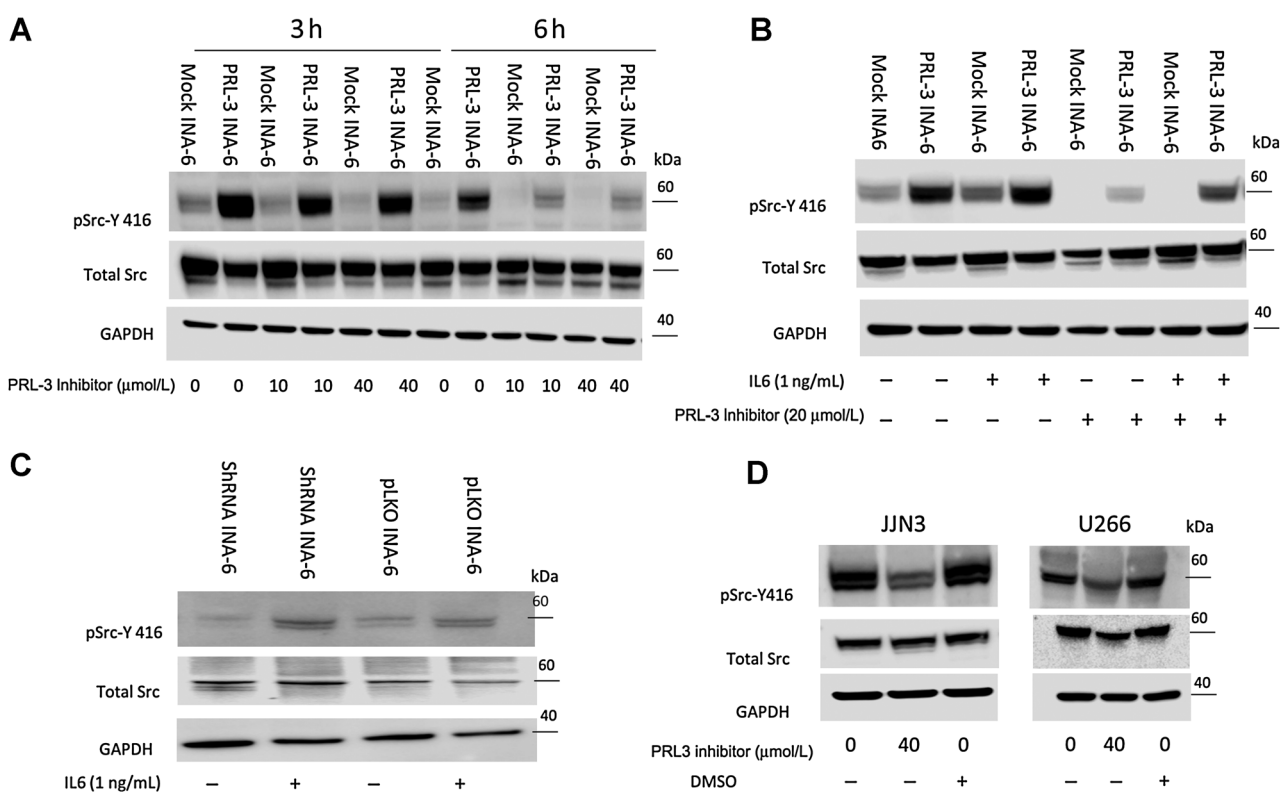 A
3 h
6 h
Mock INA-6
PRL-3 INA-6
Mock INA-6
PRL-3 INA-6
Mock INA-6
PRL-3 INA-6
Mock INA-6
PRL-3 INA-6
Mock INA-6
PRL-3 INA-6
Mock INA-6
PRL-3 INA-6
kDa
pSrc-Y 416
60
Total Src
60
GAPDH
40
PRL-3 Inhibitor (μmol/L) 0 0 10 10 40 40 0 0 10 10 40 40
B
Mock INA6
PRL-3 INA-6
Mock INA-6
PRL-3 INA-6
Mock INA-6
PRL-3 INA-6
Mock INA-6
PRL-3 INA-6
kDa
pSrc-Y 416
60
Total Src
60
GAPDH
40
IL6 (1 ng/mL) – – + + – – + +
PRL-3 Inhibitor (20 μmol/L) – – – – + + + +
C
ShRNA INA-6
ShRNA INA-6
pLKO INA-6
pLKO INA-6
kDa
pSrc-Y 416
60
Total Src
60
GAPDH
40
IL6 (1 ng/mL) – + – +
D
JJN3
U266
kDa
pSrc-Y416
60
Total Src
60
GAPDH
40
PRL3 inhibitor (μmol/L) 0 40 0 0 40 0
DMSO – – + – – +